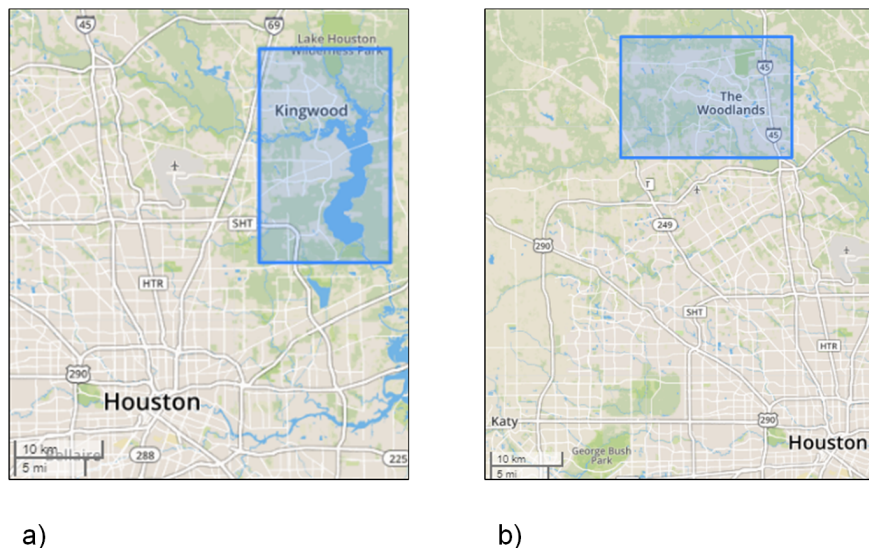 45
69
Lake Houston
Wilderness Park
Kingwood
SHT
HTR
290
Houston
10 km
5 mi
Bellaire
288
225
a)
45
The
Woodlands
45
T
249
290
SHT
HTR
Katy
290
Houston
George Bush
Park
10 km
5 mi
b)